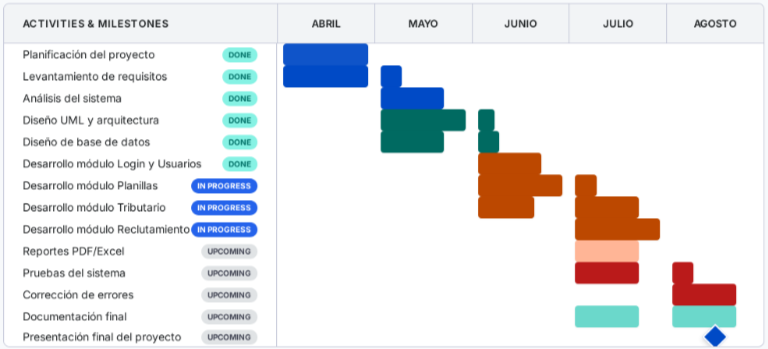 ACTIVITIES & MILESTONES ABRIL MAYO JUNIO JULIO AGOSTO
Planificación del proyecto DONE
Levantamiento de requisitos DONE
Análisis del sistema DONE
Diseño UML y arquitectura DONE
Diseño de base de datos DONE
Desarrollo módulo Login y Usuarios DONE
Desarrollo módulo Planillas IN PROGRESS
Desarrollo módulo Tributario IN PROGRESS
Desarrollo módulo Reclutamiento IN PROGRESS
Reportes PDF/Excel UPCOMING
Pruebas del sistema UPCOMING
Corrección de errores UPCOMING
Documentación final UPCOMING
Presentación final del proyecto UPCOMING